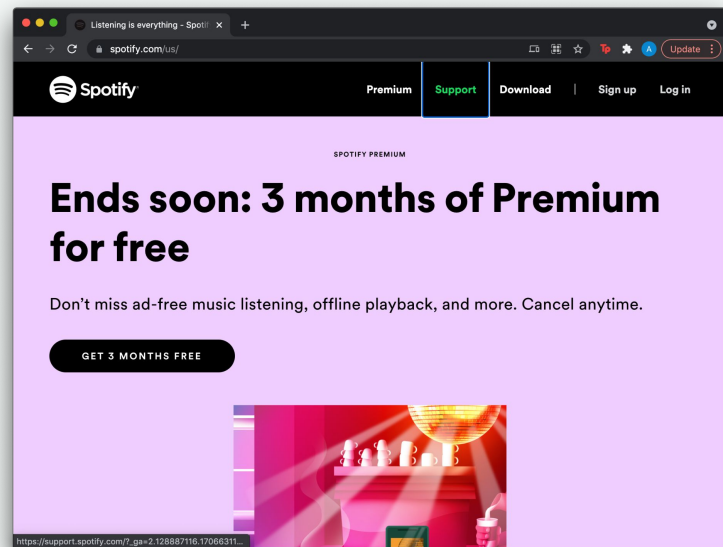 Listening is everything - Spotif
spotify.com/us/
Tp
A
Update
Spotify
Premium
Support
Download
Sign up
Log in
SPOTIFY PREMIUM
Ends soon: 3 months of Premium
for free
Don't miss ad-free music listening, offline playback, and more. Cancel anytime.
GET 3 MONTHS FREE
https://support.spotify.com/?_ga=2.128887116.17066311...